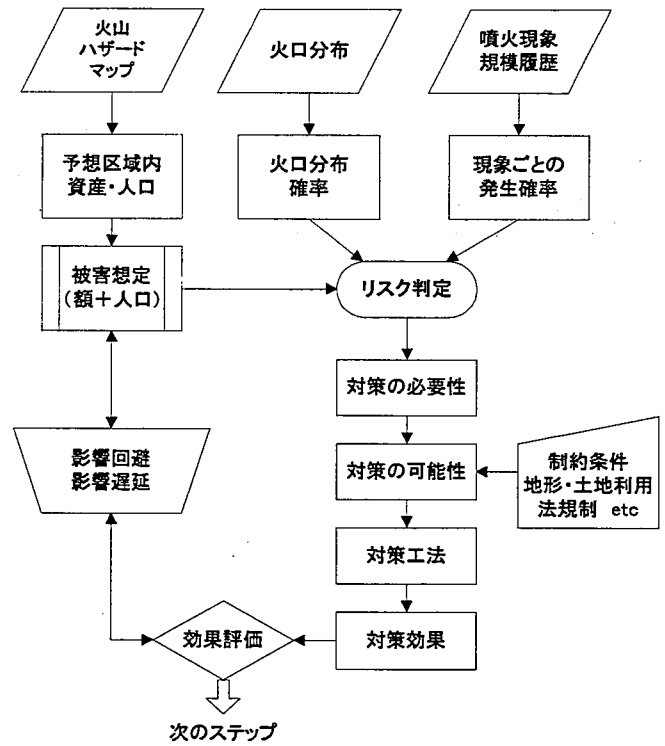 火山
ハザード
マップ
火口分布
噴火現象
規模履歴
予想区域内
資産・人口
火口分布
確率
現象ごとの
発生確率
被害想定
(額+人口)
リスク判定
対策の必要性
影響回避
影響遅延
対策の可能性
制約条件
地形・土地利用
法規制 etc
対策工法
効果評価
対策効果
次のステップ